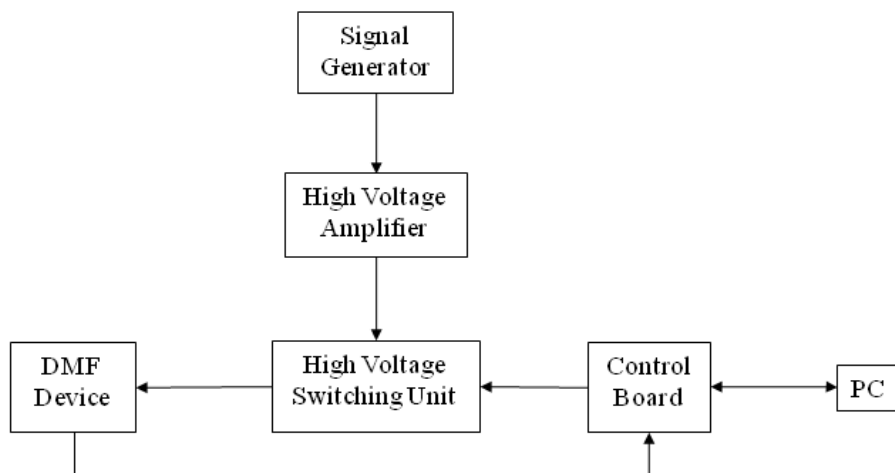 Signal
Generator
High Voltage
Amplifier
DMF
Device
High Voltage
Switching Unit
Control
Board
PC